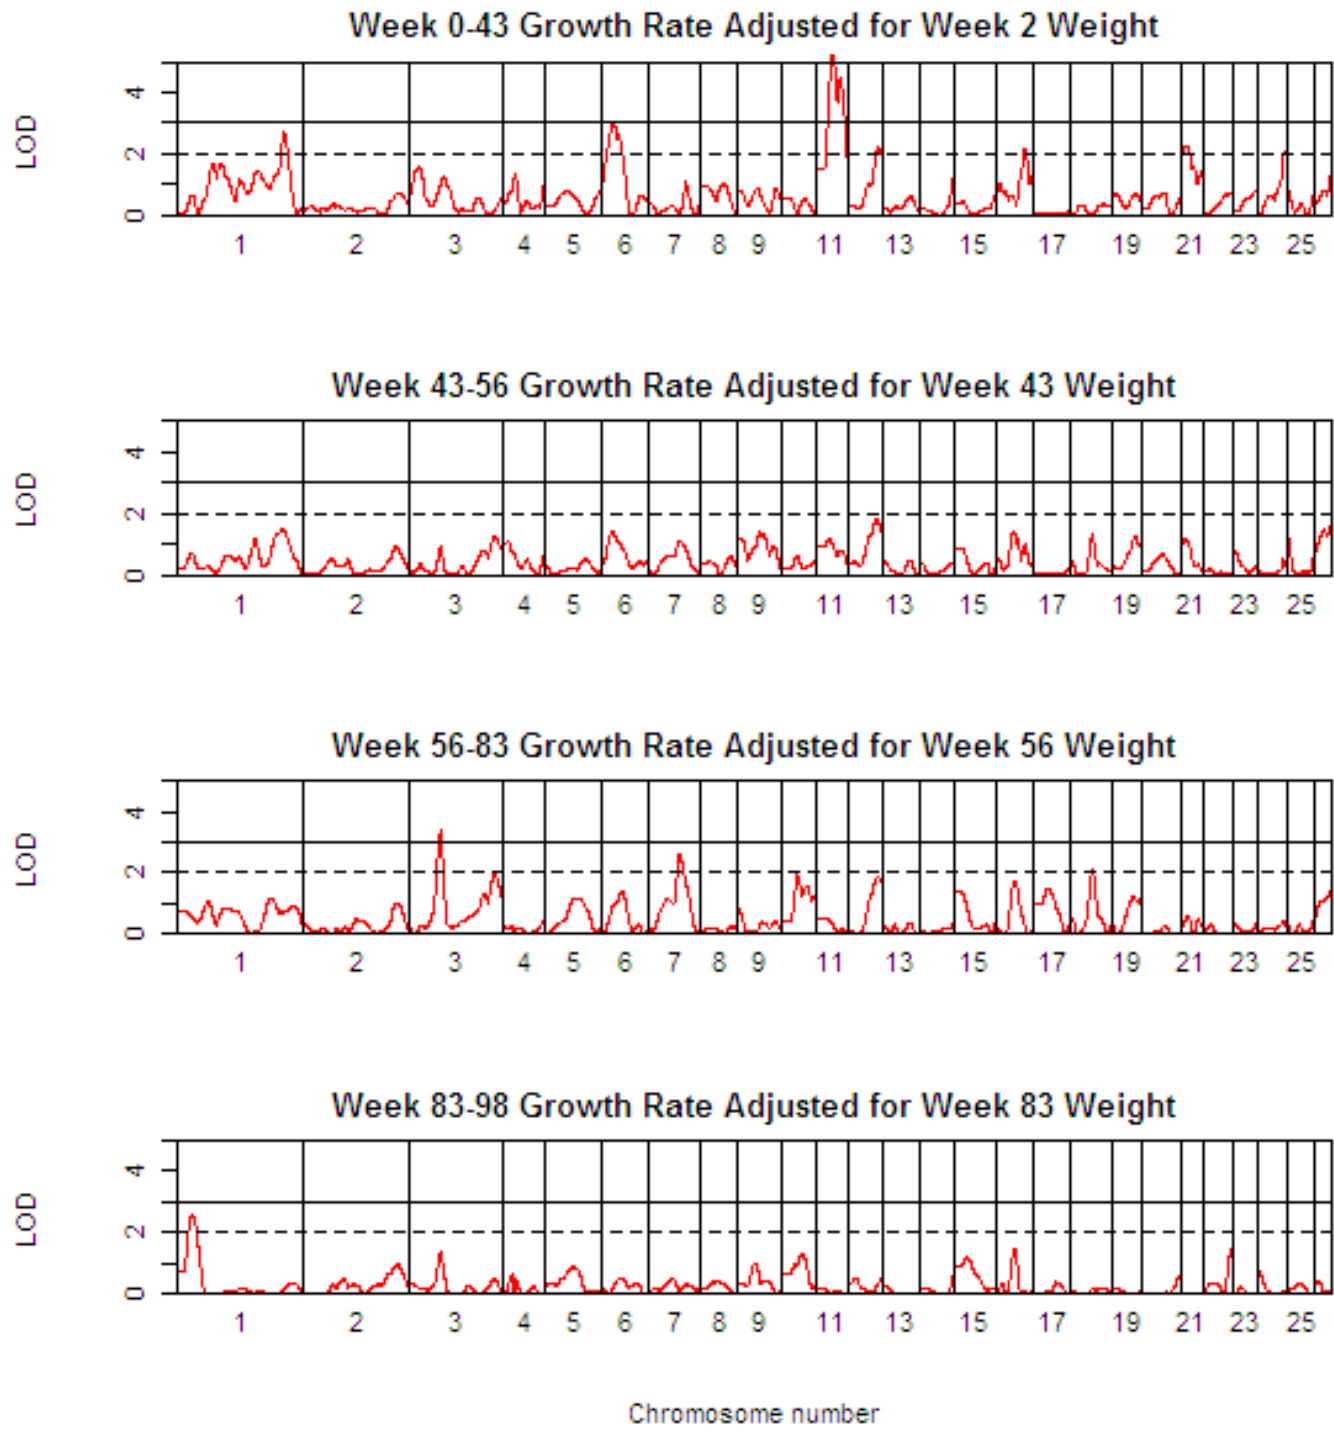 Week 0-43 Growth Rate Adjusted for Week 2 Weight
LOD
4
2
0
1 2 3 4 5 6 7 8 9 11 13 15 17 19 21 23 25
Week 43-56 Growth Rate Adjusted for Week 43 Weight
LOD
4
2
0
1 2 3 4 5 6 7 8 9 11 13 15 17 19 21 23 25
Week 56-83 Growth Rate Adjusted for Week 56 Weight
LOD
4
2
0
1 2 3 4 5 6 7 8 9 11 13 15 17 19 21 23 25
Week 83-98 Growth Rate Adjusted for Week 83 Weight
LOD
4
2
0
1 2 3 4 5 6 7 8 9 11 13 15 17 19 21 23 25
Chromosome number